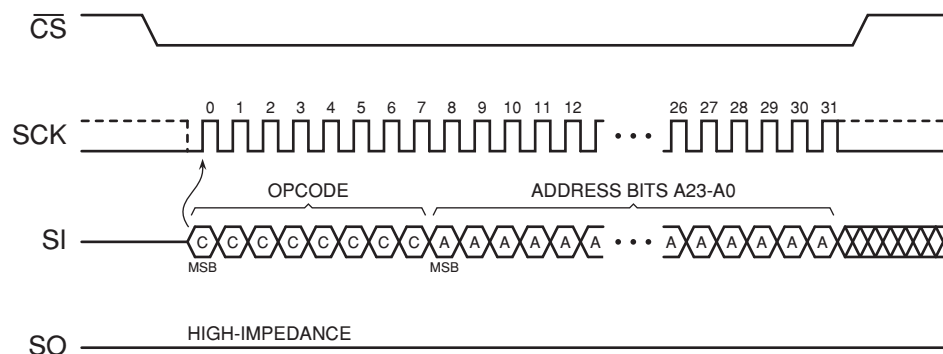 CS
0 1 2 3 4 5 6 7 8 9 10 11 12 26 27 28 29 30 31
SCK
OPCODE ADDRESS BITS A23-A0
SI C C C C C C C C A A A A A A A A A A A A
MSB MSB
HIGH-IMPEDANCE
SO